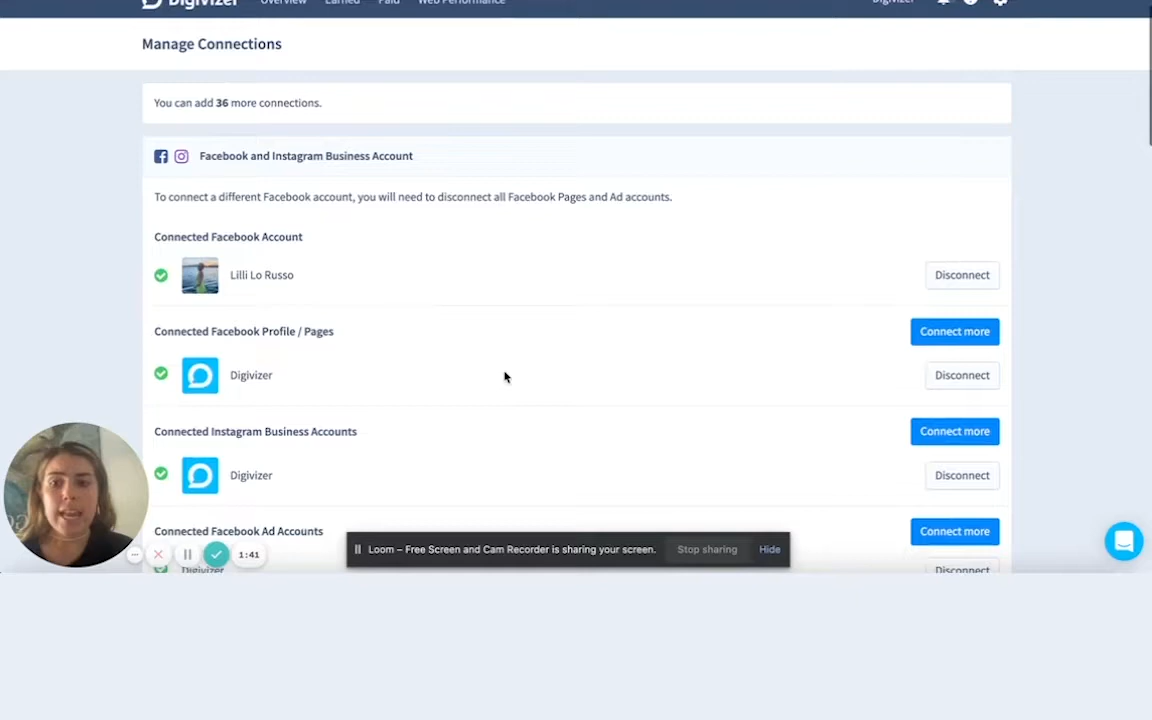 Digivizer Overview Earned Paid Web Performance Digivizer
Manage Connections
You can add 36 more connections.
Facebook and Instagram Business Account
To connect a different Facebook account, you will need to disconnect all Facebook Pages and Ad accounts.
Connected Facebook Account
Lilli Lo Russo Disconnect
Connected Facebook Profile / Pages Connect more
Digivizer Disconnect
Connected Instagram Business Accounts Connect more
Digivizer Disconnect
Connected Facebook Ad Accounts Connect more
Digivizer Disconnect
1:41
Loom – Free Screen and Cam Recorder is sharing your screen. Stop sharing Hide